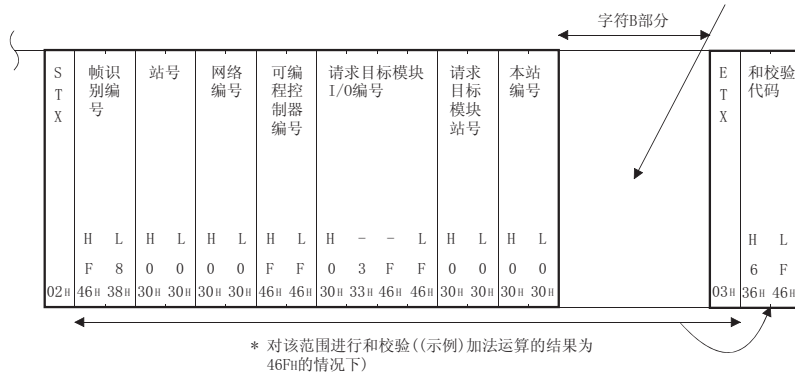 字符B部分
S T X
帧识别编号
站号
网络编号
可编程控制器编号
请求目标模块I/O编号
请求目标模块站号
本站编号
E T X
和校验代码
H L H L H L H L H - - L H L H L H L
F 8 0 0 0 0 F F 0 3 F F 0 0 0 0 6 F
02H 46H 38H 30H 30H 30H 30H 46H 46H 30H 33H 46H 46H 30H 30H 30H 30H 03H 36H 46H
* 对该范围进行和校验((示例)加法运算的结果为
46FH的情况下)